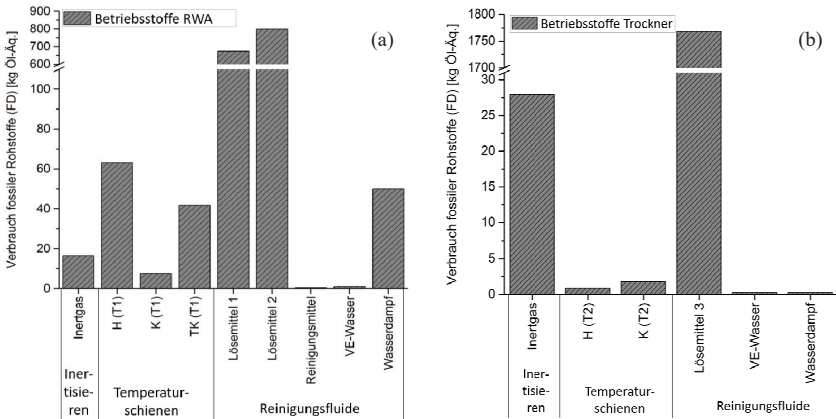 Verbrauch fossiler Rohstoffe (FD) [kg Öl-Äq.]
900
800
700
600
100
80
60
40
20
0
Betriebsstoffe RWA
(a)
Inertgas
H (T1)
K (T1)
TK (T1)
Lösemittel 1
Lösemittel 2
Reinigungsmittel
VE-Wasser
Wasserdampf
Iner-
tisie-
ren
Temperatur-
schienen
Reinigungsfluide
Verbrauch fossiler Rohstoffe (FD) [kg Öl-Äq.]
1800
1750
1700
30
25
20
15
10
5
0
Betriebsstoffe Trockner
(b)
Inertgas
H (T2)
K (T2)
Lösemittel 3
VE-Wasser
Wasserdampf
Iner-
tisie-
ren
Temperatur-
schienen
Reinigungsfluide